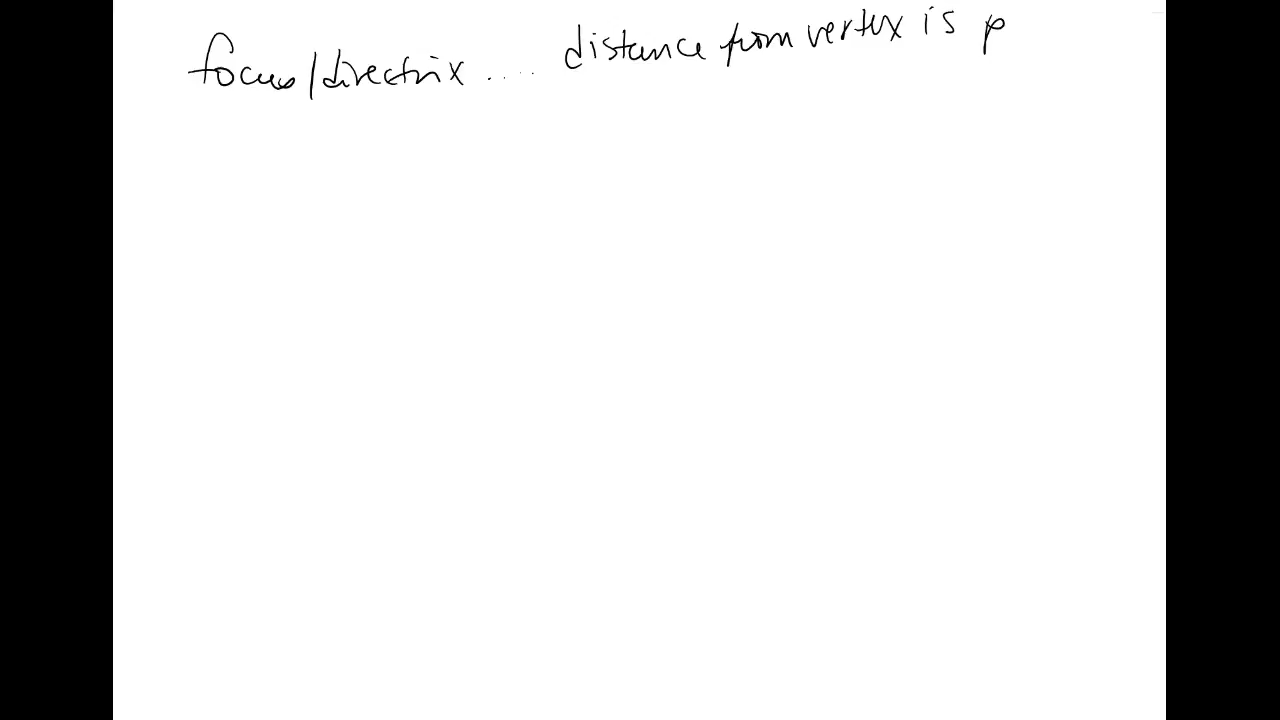 focus/directrix .... distance from vertex is p